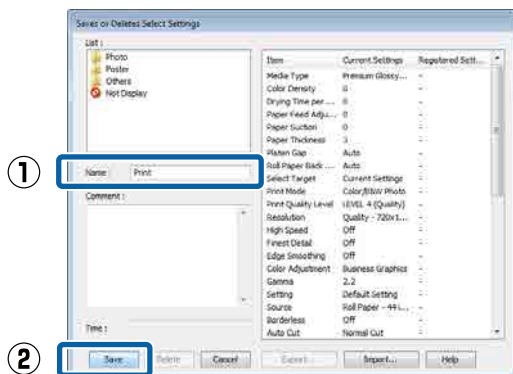 Saves or Deletes Select Settings
List :
Photo
Poster
Others
Not Display
① Name : Print
Comment :
Time :
② Save Delete Cancel Export... Import... Help
Item Current Settings Registered Sett...
Media Type Premium Glossy... -
Color Density 0 -
Drying Time per ... 0 -
Paper Feed Adju... 0 -
Paper Suction 0 -
Paper Thickness 3 -
Platen Gap Auto -
Roll Paper Back ... Auto -
Select Target Current Settings -
Print Mode Color/B&W Photo -
Print Quality Level LEVEL 4 (Quality) -
Resolution Quality - 720x1... -
High Speed Off -
Finest Detail Off -
Edge Smoothing Off -
Color Adjustment Business Graphics -
Gamma 2.2 -
Setting Default Setting -
Source Roll Paper - 44 i... -
Borderless Off -
Auto Cut Normal Cut -